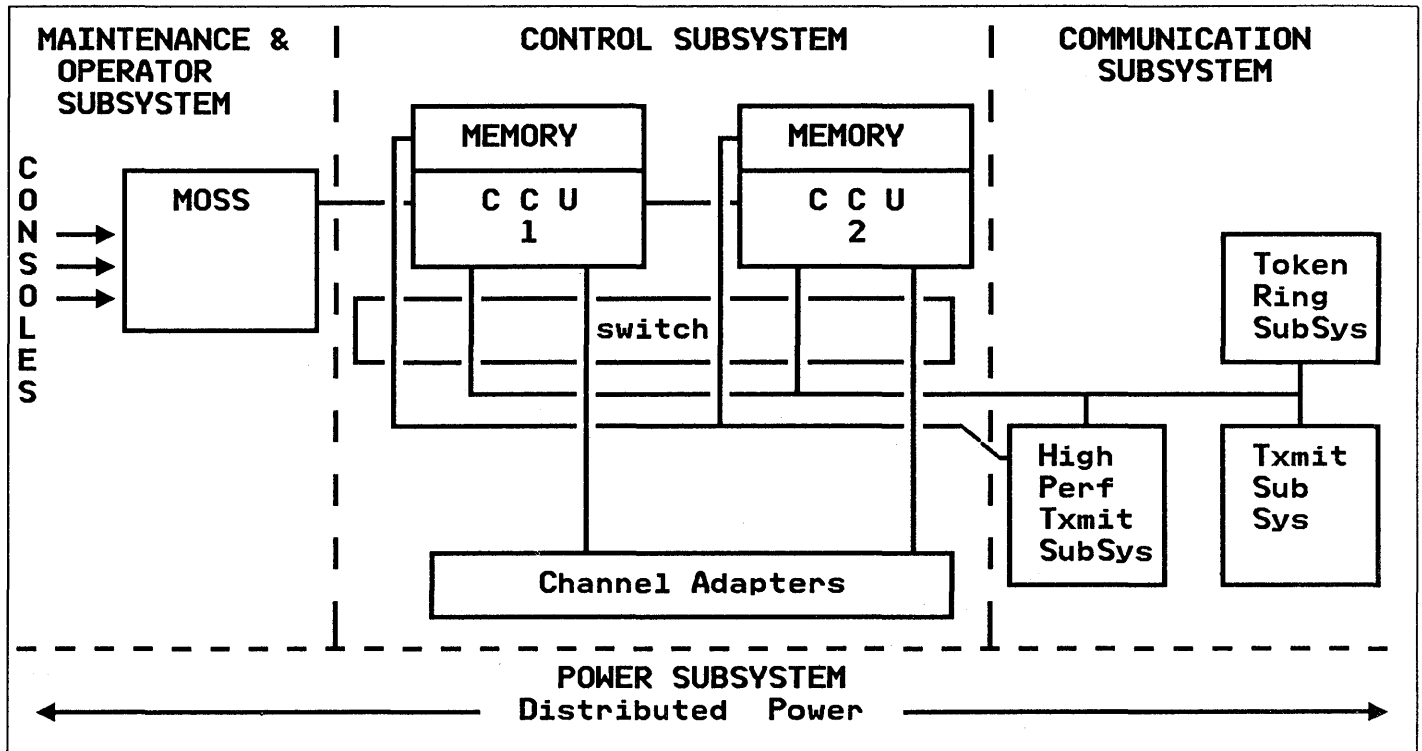 MAINTENANCE &
OPERATOR
SUBSYSTEM
CONTROL SUBSYSTEM
COMMUNICATION
SUBSYSTEM
CONSOLES
MOSS
MEMORY
C C U
1
MEMORY
C C U
2
switch
Token
Ring
SubSys
High
Perf
Txmit
SubSys
Txmit
Sub
Sys
Channel Adapters
POWER SUBSYSTEM
Distributed Power